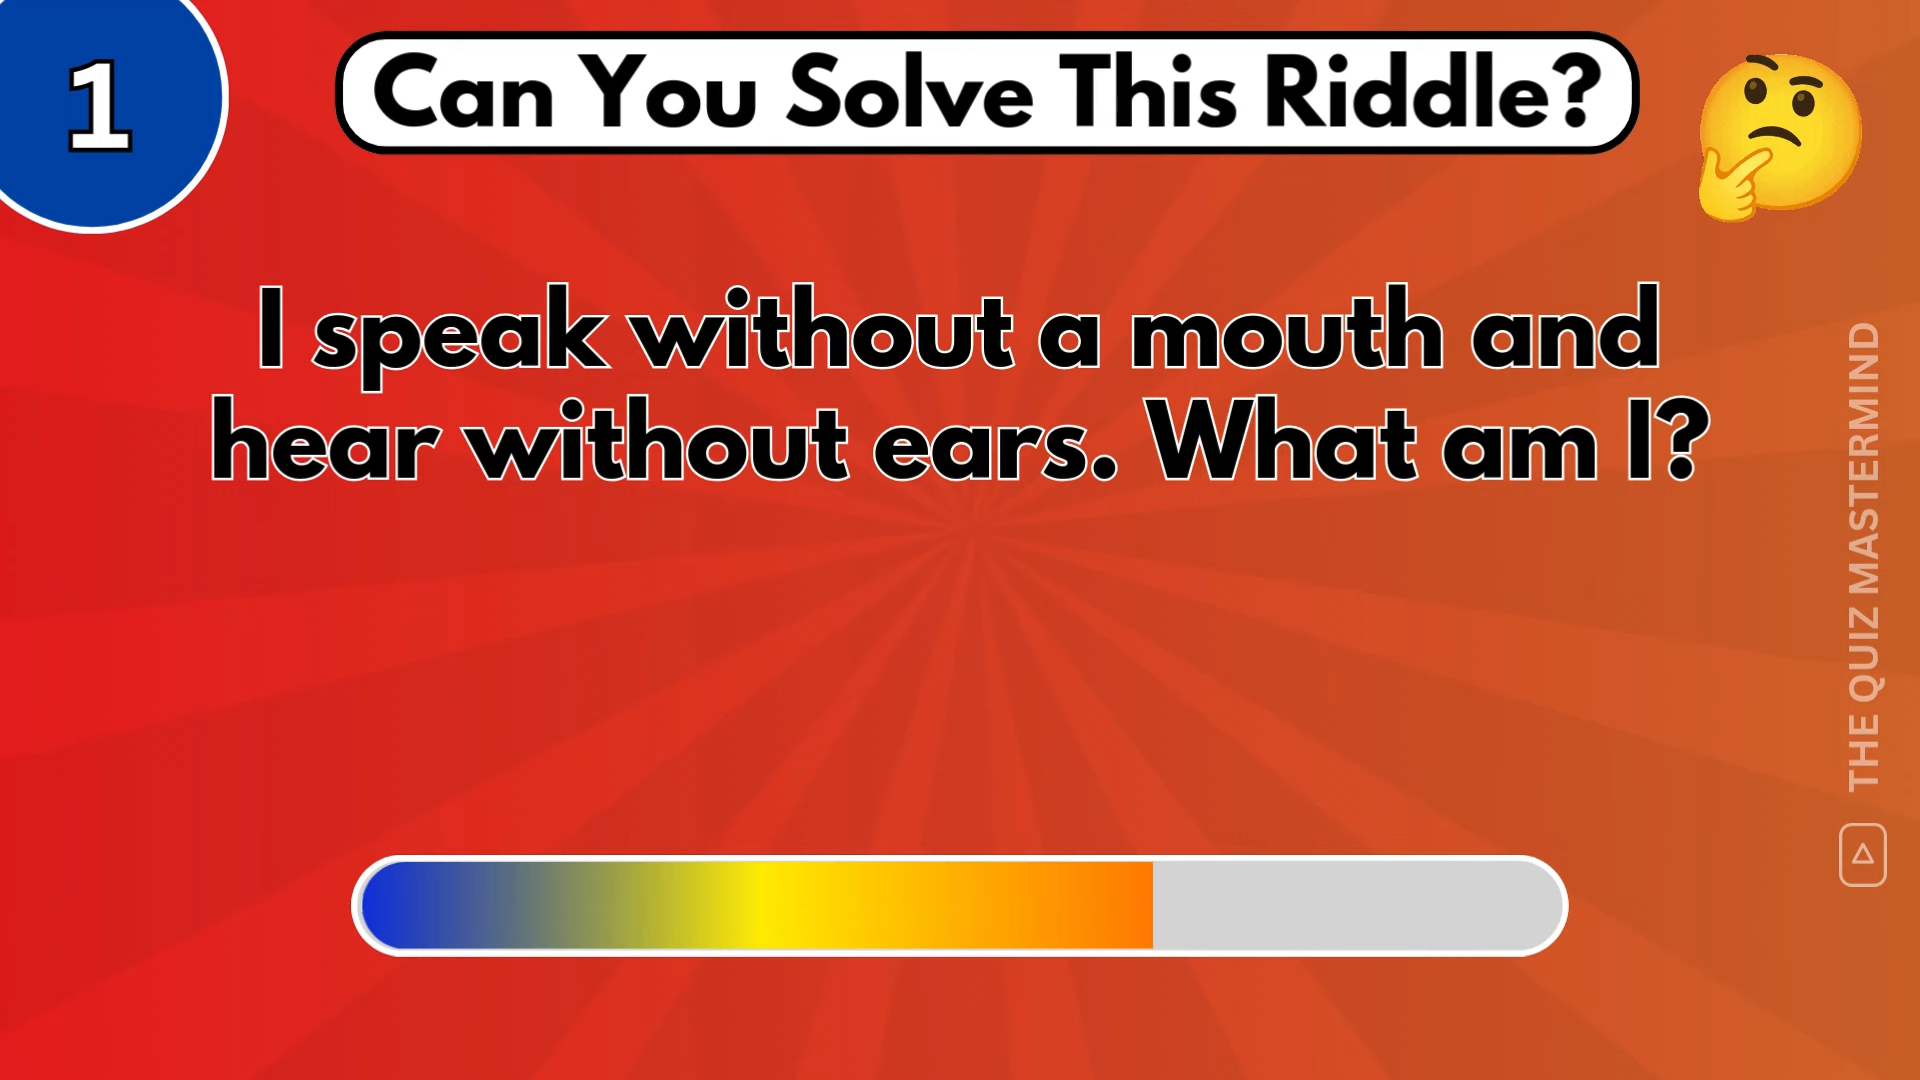 1
Can You Solve This Riddle?
I speak without a mouth and
hear without ears. What am I?
THE QUIZ MASTERMIND